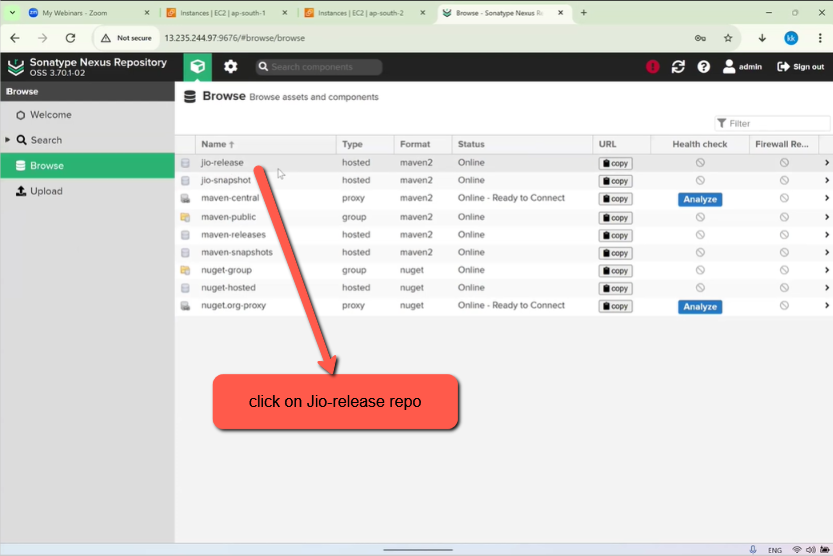 My Webinars - Zoom
Instances | EC2 | ap-south-1
Instances | EC2 | ap-south-2
Browse - Sonatype Nexus Re
Not secure
13.235.244.97:9676/#browse/browse
kk
Sonatype Nexus Repository
OSS 3.70.1-02
Search components
admin
Sign out
Browse
Welcome
Search
Browse
Upload
Browse Browse assets and components
Filter
Name Type Format Status URL Health check Firewall Re...
jio-release hosted maven2 Online copy
jio-snapshot hosted maven2 Online copy
maven-central proxy maven2 Online - Ready to Connect copy Analyze
maven-public group maven2 Online copy
maven-releases hosted maven2 Online copy
maven-snapshots hosted maven2 Online copy
nuget-group group nuget Online copy
nuget-hosted hosted nuget Online copy
nuget.org-proxy proxy nuget Online - Ready to Connect copy Analyze
click on Jio-release repo
ENG